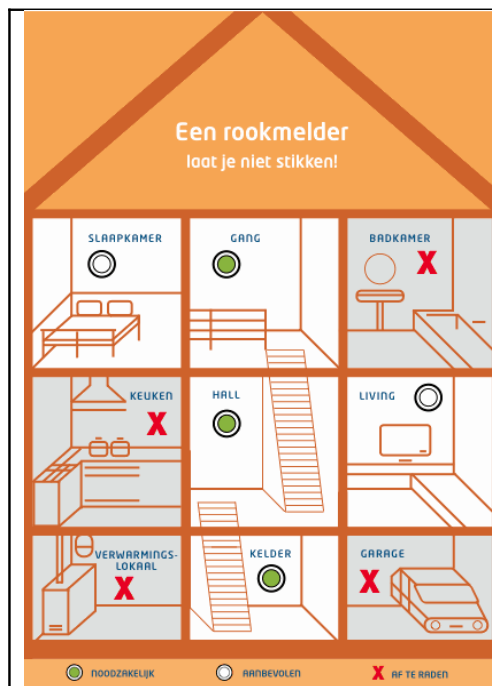 Een rookmelder
laat je niet stikken!
SLAAPKAMER
GANG
BADKAMER
X
KEUKEN
X
HALL
LIVING
VERWARMINGS-
LOKAAL
X
KELDER
GARAGE
X
NOODZAKELIJK
AANBEVOLEN
X AF TE RADEN